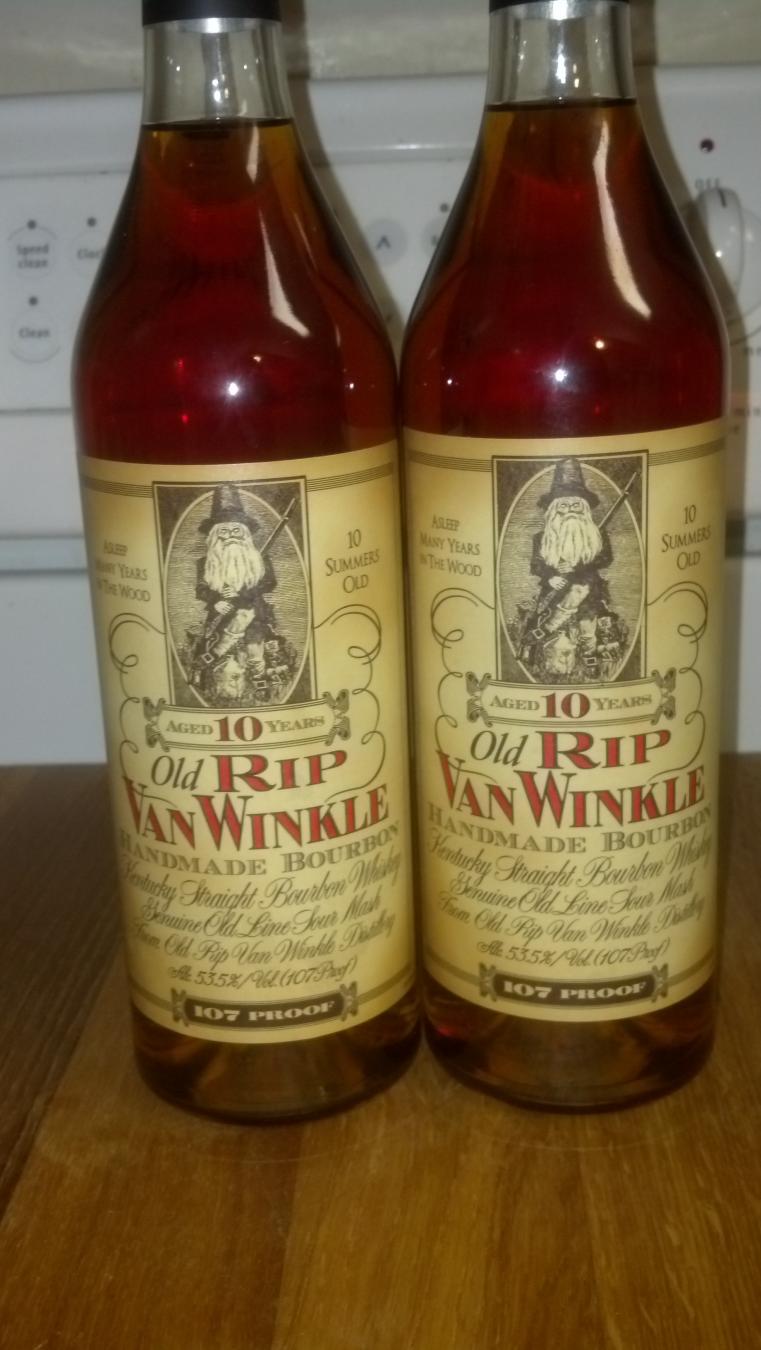 Speed
clean
Clean
OFF
ASLEEP
MANY YEARS
IN THE WOOD
10
SUMMERS
OLD
AGED 10 YEARS
Old RIP
VAN WINKLE
HANDMADE BOURBON
Kentucky Straight Bourbon Whiskey
Genuine Old Line Sour Mash
From Old Rip Van Winkle Distillery
Alc. 53.5%/Vol. (107 Proof)
107 PROOF
ASLEEP
MANY YEARS
IN THE WOOD
10
SUMMERS
OLD
AGED 10 YEARS
Old RIP
VAN WINKLE
HANDMADE BOURBON
Kentucky Straight Bourbon Whiskey
Genuine Old Line Sour Mash
From Old Rip Van Winkle Distillery
Alc. 53.5%/Vol. (107 Proof)
107 PROOF